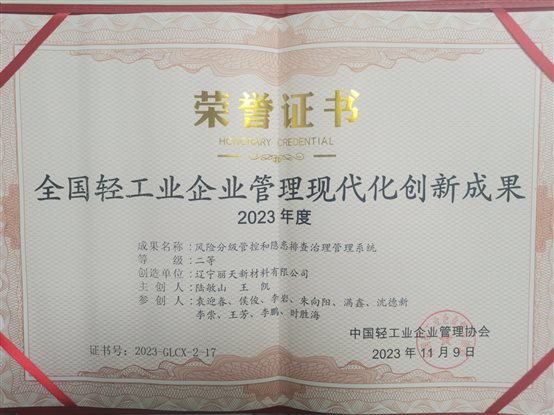 荣誉证书
HONORARY CREDENTIAL
全国轻工业企业管理现代化创新成果
2023年度
成果名称：风险分级管控和隐患排查治理管理系统
等 级：二等
创造单位：辽宁丽天新材料有限公司
主 创 人：陆敏山 王 凯
参 创 人：袁迎春、侯俊、李岩、朱向阳、满鑫、沈德新
李崇、王芳、李鹏、时胜海
中国轻工业企业管理协会
证书号：2023-GLCX-2-17
2023年11月9日